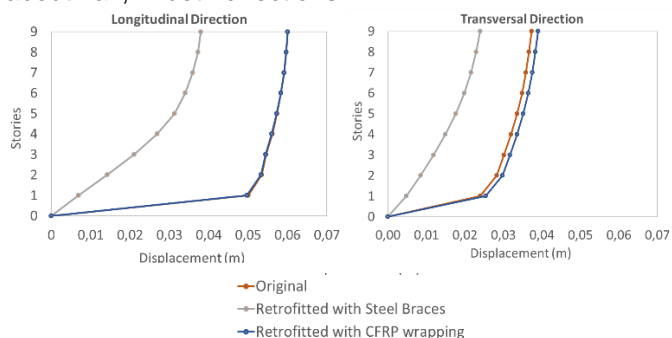 Longitudinal Direction
Transversal Direction
Stories
9
8
7
6
5
4
3
2
1
0
0 0,01 0,02 0,03 0,04 0,05 0,06 0,07
Displacement (m)
Stories
9
8
7
6
5
4
3
2
1
0
0,00 0,01 0,02 0,03 0,04 0,05 0,06 0,07
Displacement (m)
Original
Retrofitted with Steel Braces
Retrofitted with CFRP wrapping